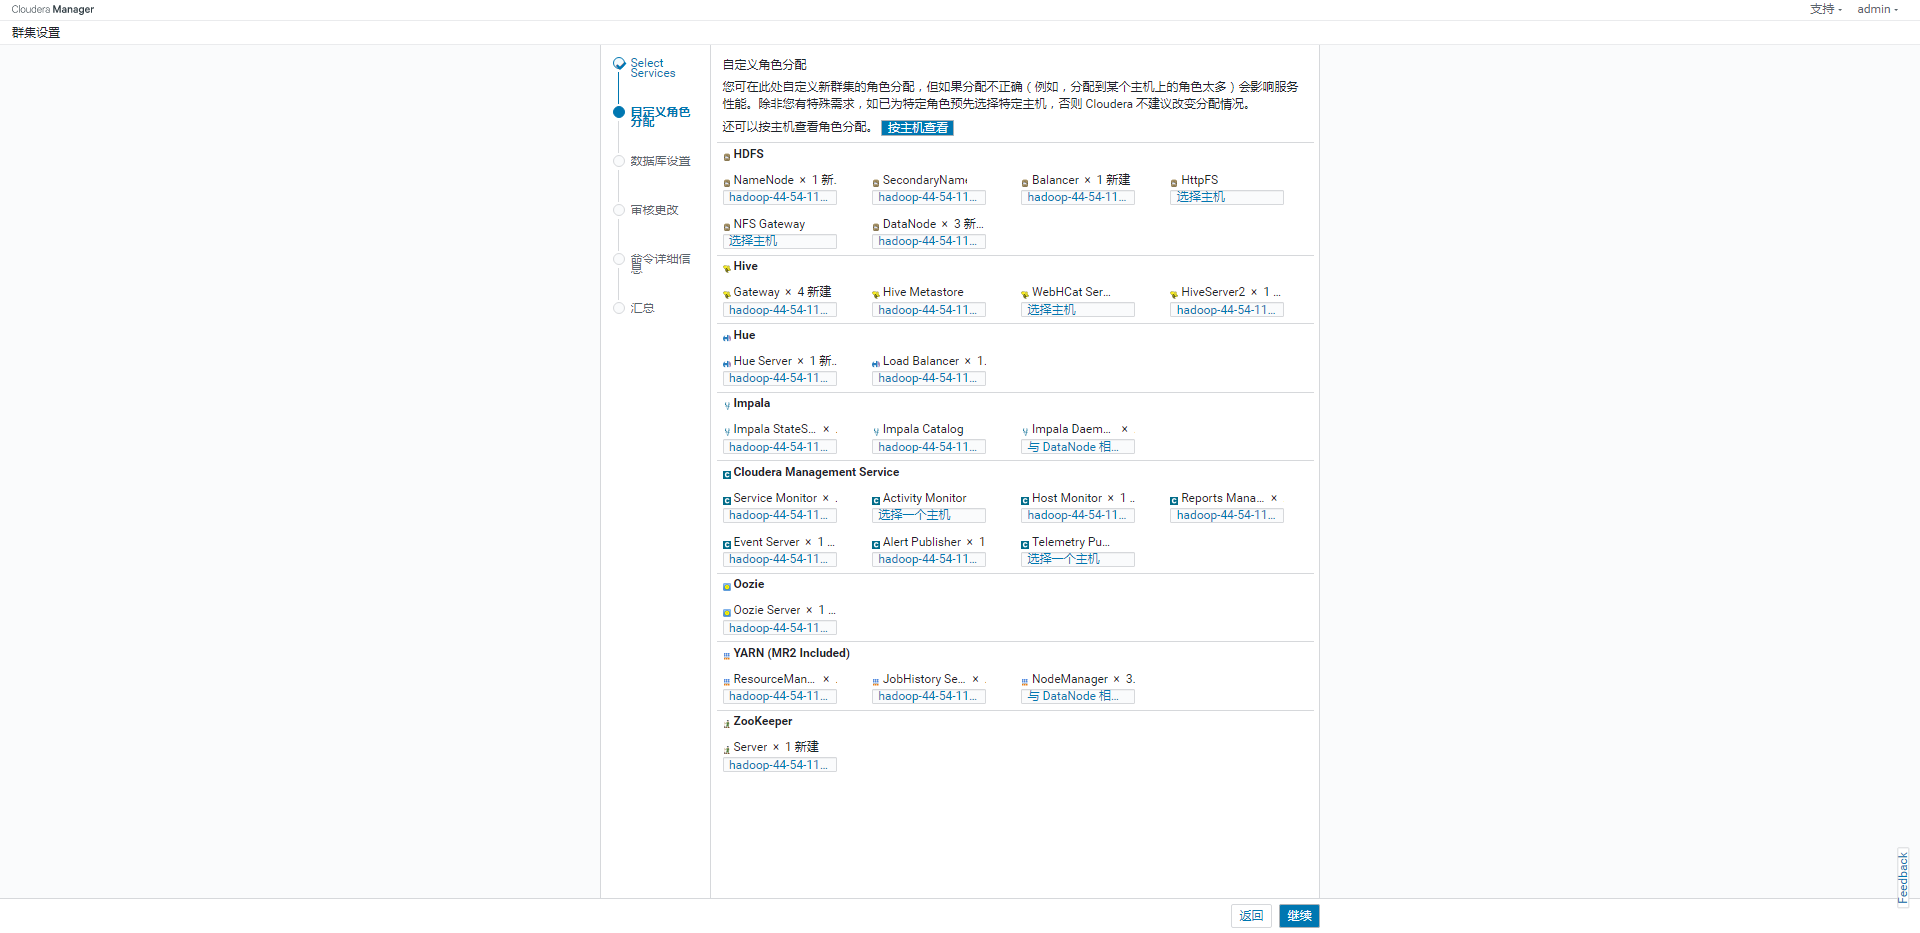 Cloudera Manager
支持
admin
群集设置
Select
Services
自定义角色
分配
数据库设置
审核更改
命令详细信
息
汇总
自定义角色分配
您可在此处自定义新群集的角色分配，但如果分配不正确（例如，分配到某个主机上的角色太多）会影响服务
性能。除非您有特殊需求，如已为特定角色预先选择特定主机，否则 Cloudera 不建议改变分配情况。
还可以按主机查看角色分配。 按主机查看
HDFS
NameNode × 1 新. SecondaryName Balancer × 1 新建 HttpFS
hadoop-44-54-11... hadoop-44-54-11... hadoop-44-54-11... 选择主机
NFS Gateway DataNode × 3 新...
选择主机 hadoop-44-54-11...
Hive
Gateway × 4 新建 Hive Metastore WebHCat Ser... HiveServer2 × 1 ...
hadoop-44-54-11... hadoop-44-54-11... 选择主机 hadoop-44-54-11...
Hue
Hue Server × 1 新.. Load Balancer × 1.
hadoop-44-54-11... hadoop-44-54-11...
Impala
Impala StateS... × . Impala Catalog Impala Daem... ×
hadoop-44-54-11... hadoop-44-54-11... 与 DataNode 相...
Cloudera Management Service
Service Monitor × . Activity Monitor Host Monitor × 1 .. Reports Mana... ×
hadoop-44-54-11... 选择一个主机 hadoop-44-54-11... hadoop-44-54-11...
Event Server × 1 ... Alert Publisher × 1 Telemetry Pu...
hadoop-44-54-11... hadoop-44-54-11... 选择一个主机
Oozie
Oozie Server × 1 ...
hadoop-44-54-11...
YARN (MR2 Included)
ResourceMan... × . JobHistory Se... × . NodeManager × 3.
hadoop-44-54-11... hadoop-44-54-11... 与 DataNode 相...
ZooKeeper
Server × 1 新建
hadoop-44-54-11...
Feedback
返回 继续